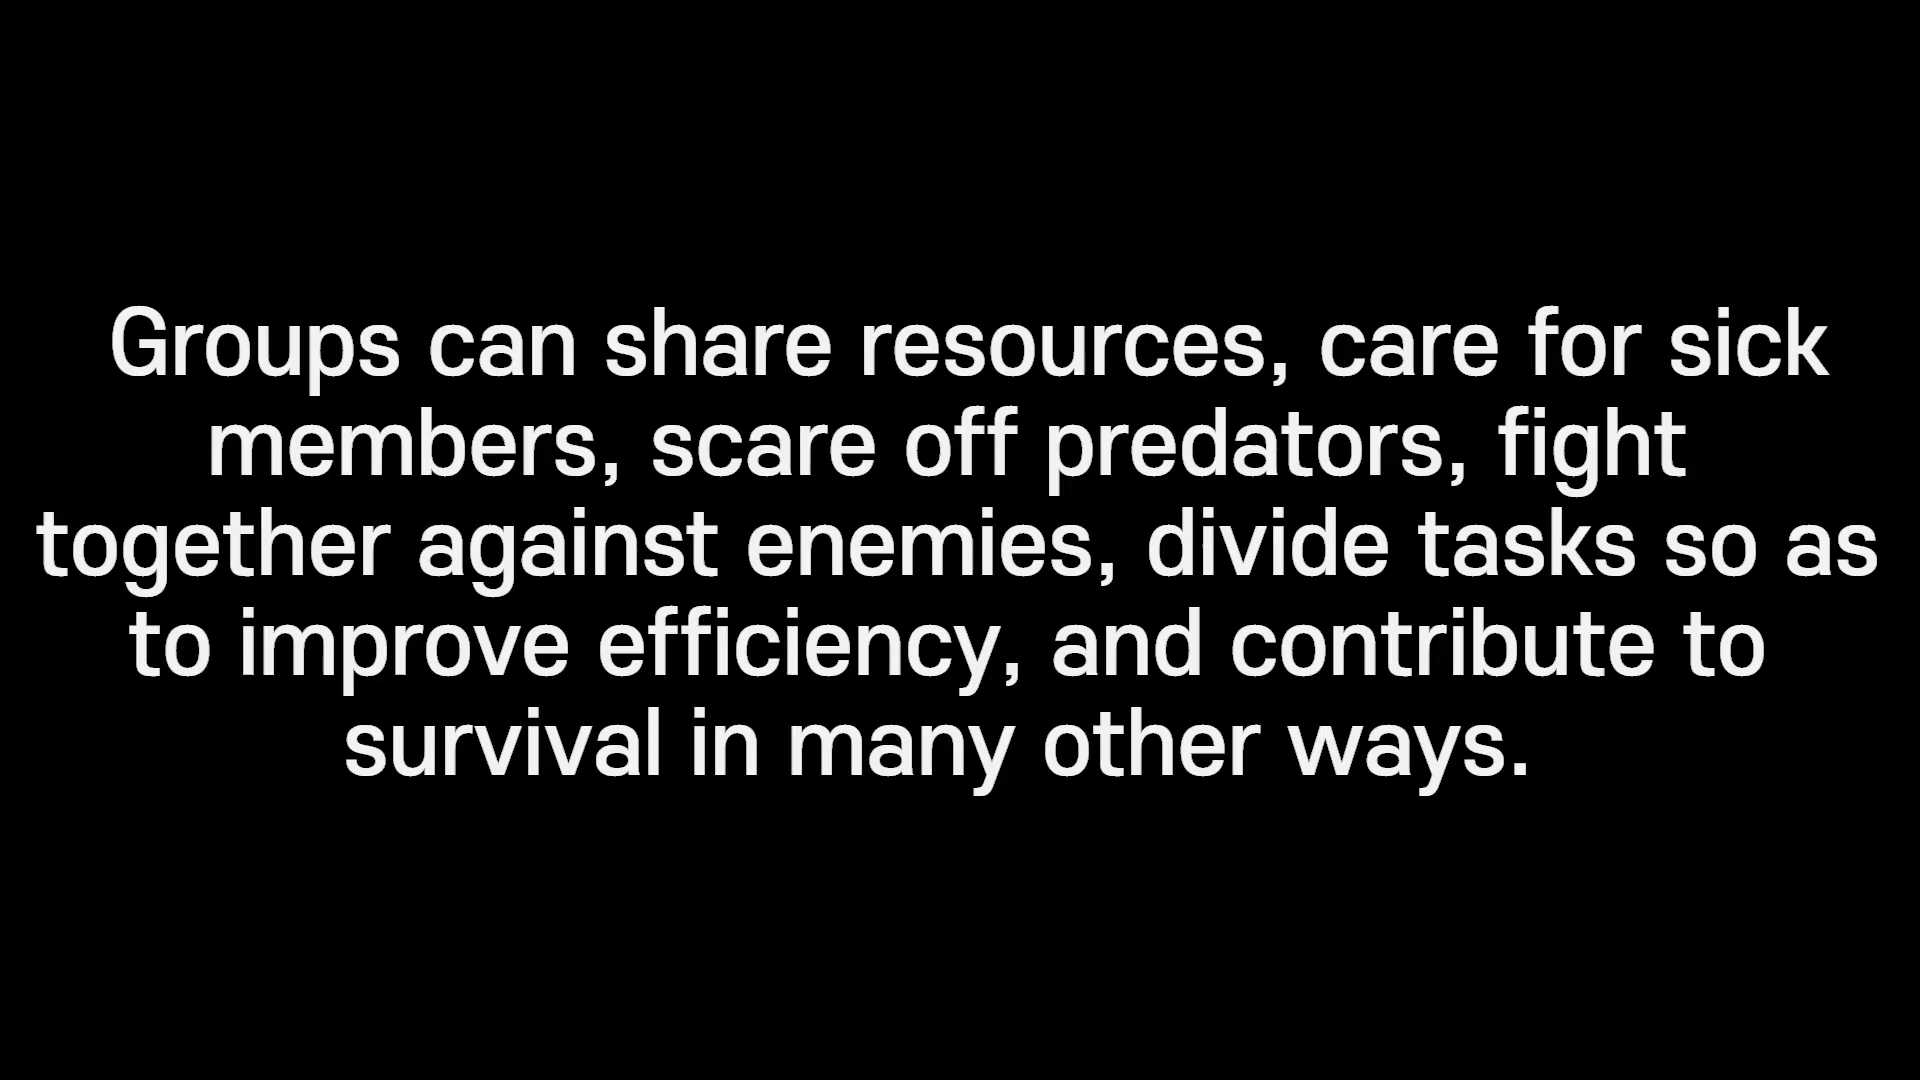 Groups can share resources, care for sick
members, scare off predators, fight
together against enemies, divide tasks so as
to improve efficiency, and contribute to
survival in many other ways.